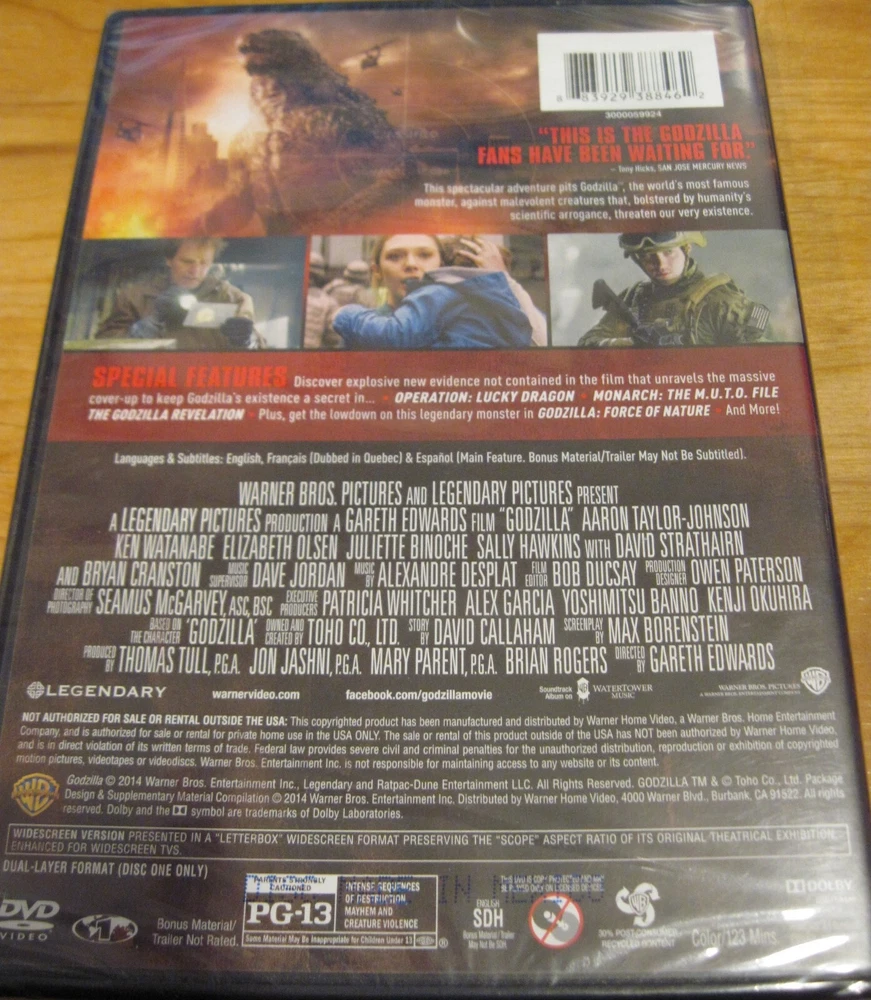 8 83929 38846 2
3000059924
"THIS IS THE GODZILLA
FANS HAVE BEEN WAITING FOR."
– Tony Hicks, SAN JOSE MERCURY NEWS
This spectacular adventure pits Godzilla™, the world's most famous
monster, against malevolent creatures that, bolstered by humanity's
scientific arrogance, threaten our very existence.
SPECIAL FEATURES Discover explosive new evidence not contained in the film that unravels the massive
cover-up to keep Godzilla's existence a secret in... • OPERATION: LUCKY DRAGON • MONARCH: THE M.U.T.O. FILE
THE GODZILLA REVELATION • Plus, get the lowdown on this legendary monster in GODZILLA: FORCE OF NATURE • And More!
Languages & Subtitles: English, Français (Dubbed in Quebec) & Español (Main Feature. Bonus Material/Trailer May Not Be Subtitled).
WARNER BROS. PICTURES AND LEGENDARY PICTURES PRESENT
A LEGENDARY PICTURES PRODUCTION A GARETH EDWARDS FILM "GODZILLA" AARON TAYLOR-JOHNSON
KEN WATANABE ELIZABETH OLSEN JULIETTE BINOCHE SALLY HAWKINS WITH DAVID STRATHAIRN
AND BRYAN CRANSTON MUSIC SUPERVISOR DAVE JORDAN MUSIC BY ALEXANDRE DESPLAT FILM EDITOR BOB DUCSAY PRODUCTION DESIGNER OWEN PATERSON
DIRECTOR OF PHOTOGRAPHY SEAMUS McGARVEY, ASC, BSC EXECUTIVE PRODUCERS PATRICIA WHITCHER ALEX GARCIA YOSHIMITSU BANNO KENJI OKUHIRA
BASED ON THE CHARACTER 'GODZILLA' OWNED AND CREATED BY TOHO CO., LTD. STORY BY DAVID CALLAHAM SCREENPLAY BY MAX BORENSTEIN
PRODUCED BY THOMAS TULL, P.G.A. JON JASHNI, P.G.A. MARY PARENT, P.G.A. BRIAN ROGERS DIRECTED BY GARETH EDWARDS
LEGENDARY warnervideo.com facebook.com/godzillamovie Soundtrack Album on WATERTOWER MUSIC WARNER BROS. PICTURES
NOT AUTHORIZED FOR SALE OR RENTAL OUTSIDE THE USA: This copyrighted product has been manufactured and distributed by Warner Home Video, a Warner Bros. Home Entertainment
Company, and is authorized for sale or rental for private home use in the USA ONLY. The sale or rental of this product outside of the USA has NOT been authorized by Warner Home Video,
and is in direct violation of its written terms of trade. Federal law provides severe civil and criminal penalties for the unauthorized distribution, reproduction or exhibition of copyrighted
motion pictures, videotapes or videodiscs. Warner Bros. Entertainment Inc. is not responsible for maintaining access to any website or its content.
Godzilla © 2014 Warner Bros. Entertainment Inc., Legendary and Ratpac-Dune Entertainment LLC. All Rights Reserved. GODZILLA TM & © Toho Co., Ltd. Package
Design & Supplementary Material Compilation © 2014 Warner Bros. Entertainment Inc. Distributed by Warner Home Video, 4000 Warner Blvd., Burbank, CA 91522. All rights
reserved. Dolby and the symbol are trademarks of Dolby Laboratories.
WIDESCREEN VERSION PRESENTED IN A "LETTERBOX" WIDESCREEN FORMAT PRESERVING THE "SCOPE" ASPECT RATIO OF ITS ORIGINAL THEATRICAL EXHIBITION.
ENHANCED FOR WIDESCREEN TVS.
DUAL-LAYER FORMAT (DISC ONE ONLY)
DVD VIDEO
1
Bonus Material/
Trailer Not Rated.
PARENTS STRONGLY CAUTIONED
PG-13
INTENSE SEQUENCES
OF DESTRUCTION,
MAYHEM AND
CREATURE VIOLENCE
Some Material May Be Inappropriate for Children Under 13
®
ENGLISH
SDH
Bonus Material/Trailer
May Not Be SDH
30% POST-CONSUMER
RECYCLED CONTENT
DOLBY
Color/123 Mins.